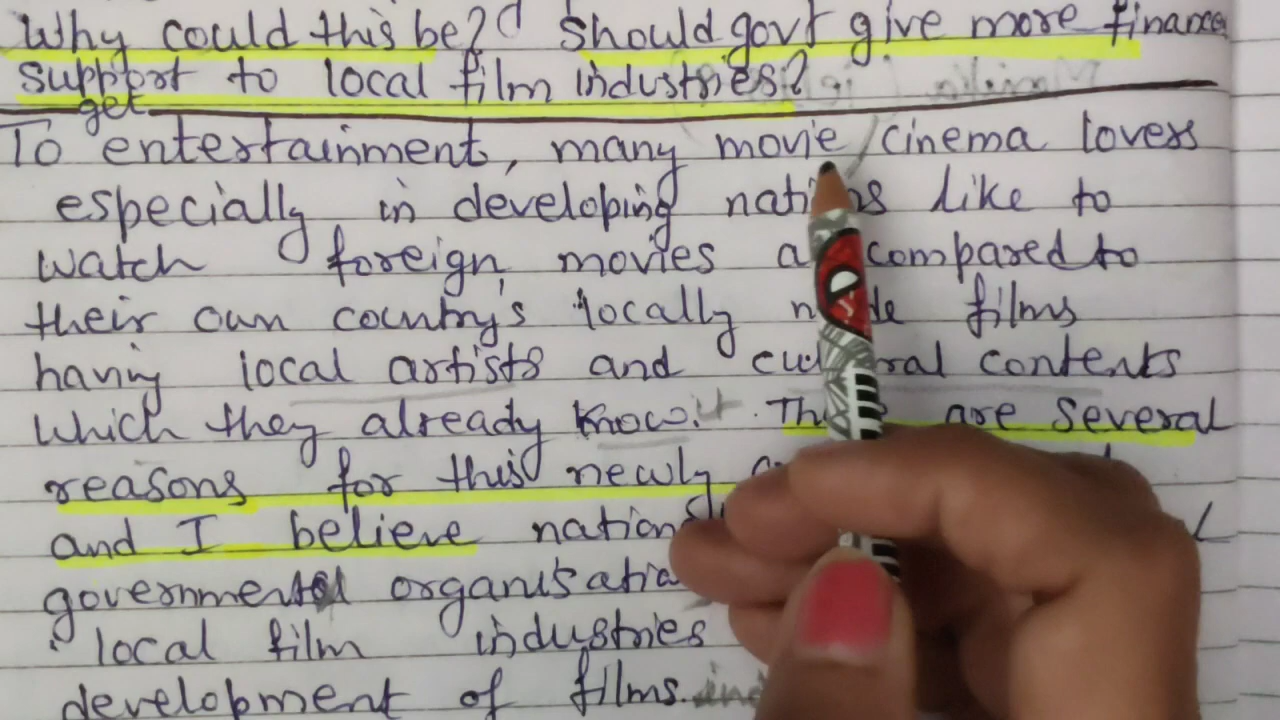 Why could this be? Should govt give more finance
support to local film industries?
get
To entertainment, many movie/cinema lovers
especially in developing nations like to
watch foreign movies as compared to
their own country's locally made films
having local artists and cultural contents
which they already know. it. There are several
reasons for this newly
and I believe
governmental
local film industries
development of films.